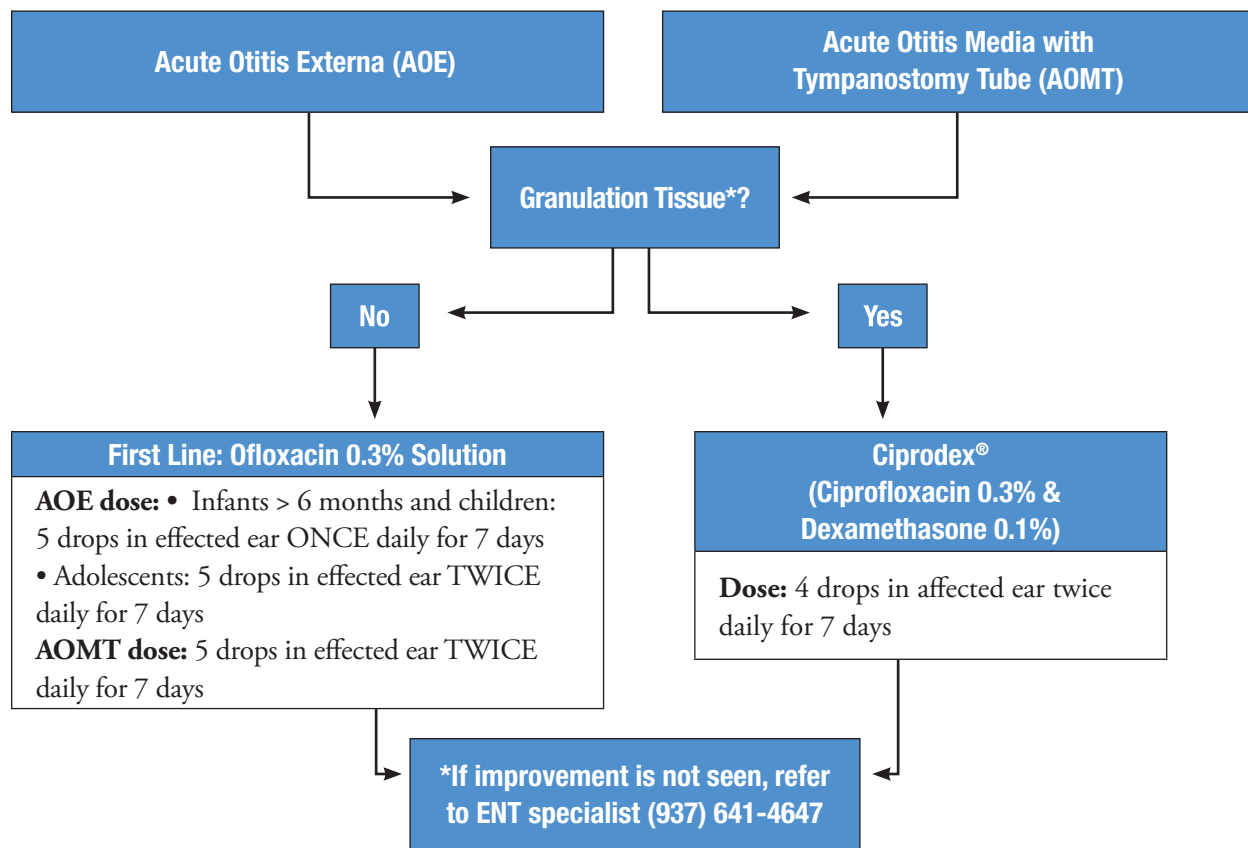 Acute Otitis Externa (AOE)
Acute Otitis Media with
Tympanostomy Tube (AOMT)
Granulation Tissue*?
No
Yes
First Line: Ofloxacin 0.3% Solution
AOE dose: • Infants > 6 months and children:
5 drops in effected ear ONCE daily for 7 days
• Adolescents: 5 drops in effected ear TWICE
daily for 7 days
AOMT dose: 5 drops in effected ear TWICE
daily for 7 days
Ciprodex®
(Ciprofloxacin 0.3% &
Dexamethasone 0.1%)
Dose: 4 drops in affected ear twice
daily for 7 days
*If improvement is not seen, refer
to ENT specialist (937) 641-4647